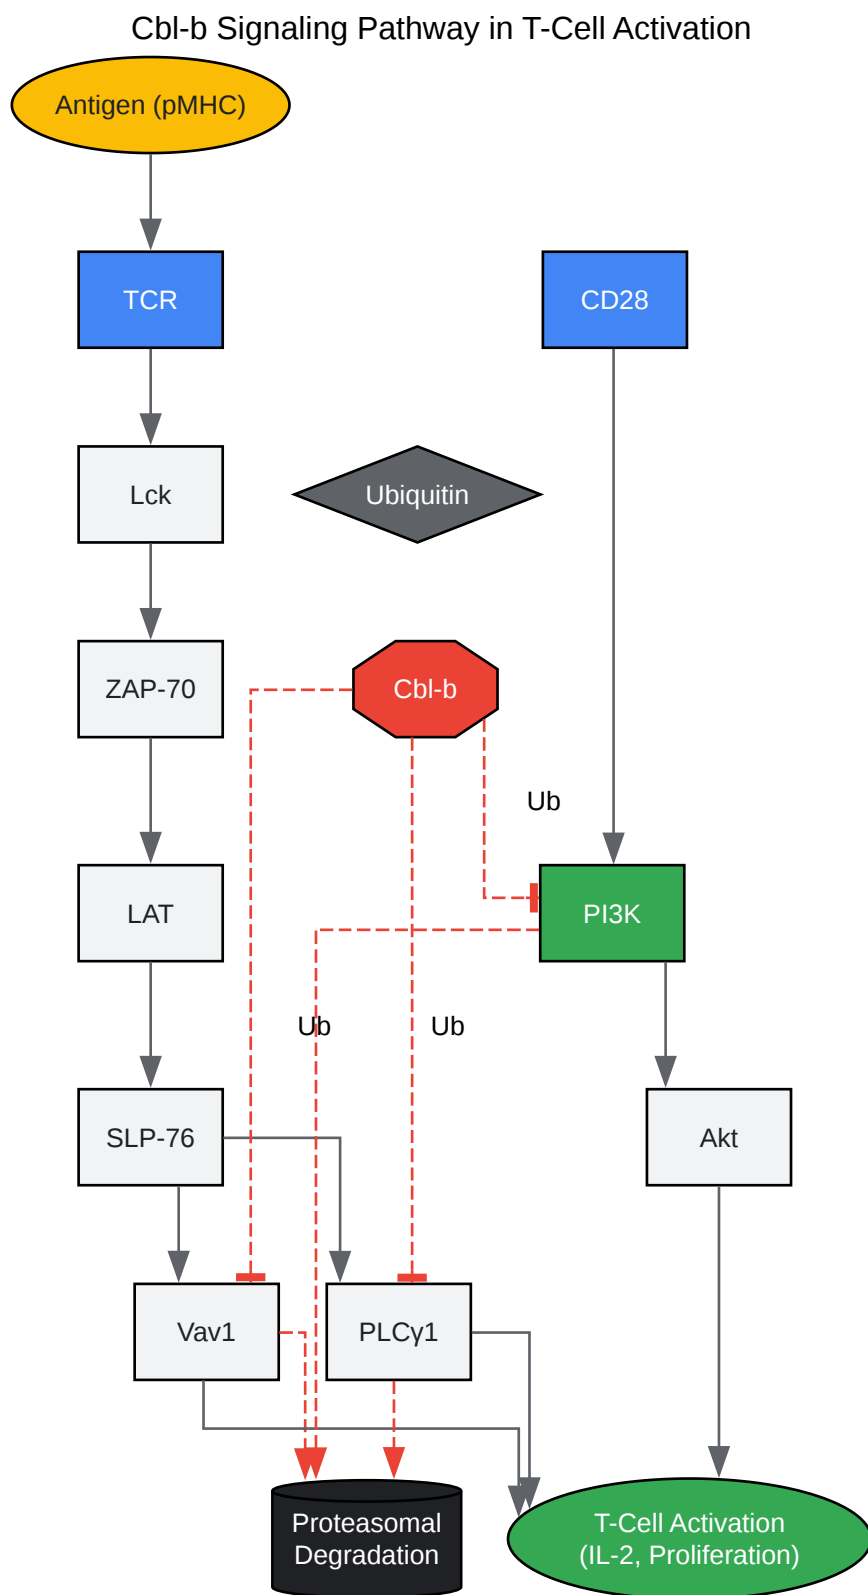 Cbl-b Signaling Pathway in T-Cell Activation
Antigen (pMHC)
TCR
CD28
Lck
Ubiquitin
ZAP-70
Cbl-b
Ub
LAT
PI3K
Ub
Ub
SLP-76
Akt
Vav1
PLCγ1
Proteasomal
Degradation
T-Cell Activation
(IL-2, Proliferation)